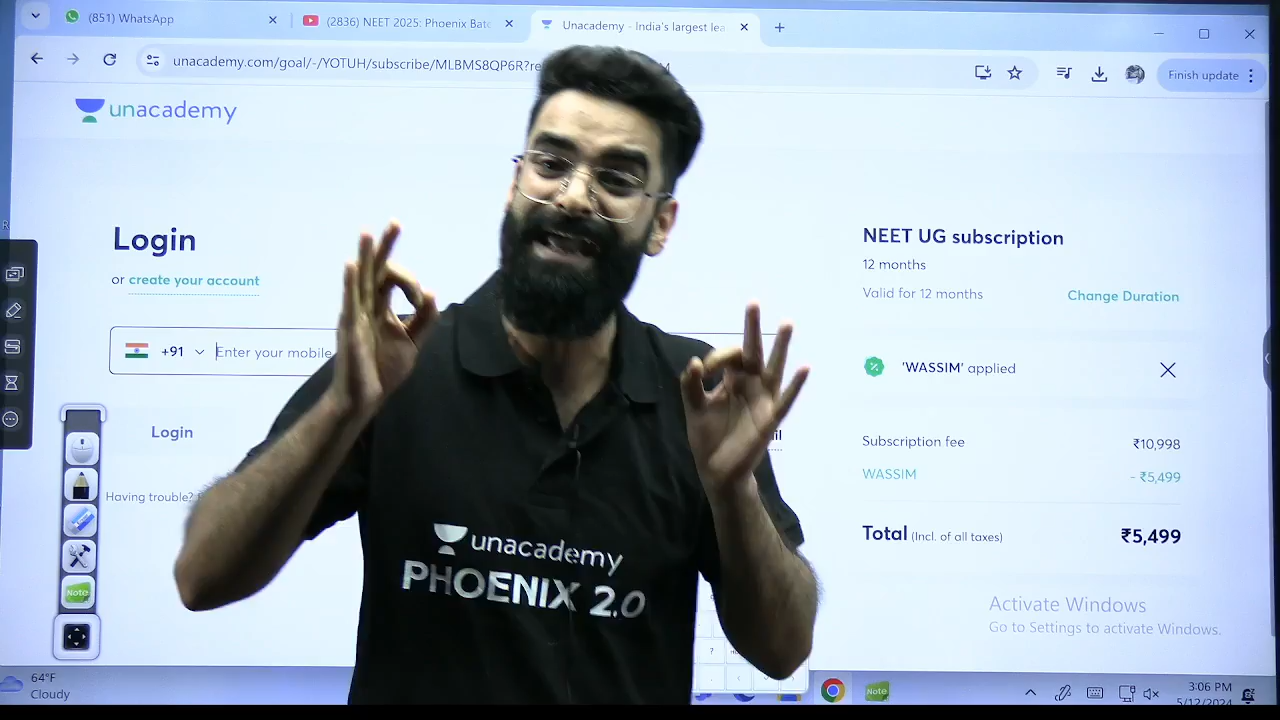 (851) WhatsApp
(2836) NEET 2025: Phoenix Bat
Unacademy - India's largest lea
unacademy.com/goal/-/YOTUH/subscribe/MLBMS8QP6R?re
Finish update
unacademy
Login
or create your account
+91
Enter your mobile
Login
Having trouble?
NEET UG subscription
12 months
Valid for 12 months
Change Duration
'WASSIM' applied
Subscription fee
₹10,998
WASSIM
- ₹5,499
Total (Incl. of all taxes)
₹5,499
unacademy
PHOENIX 2.0
Activate Windows
Go to Settings to activate Windows.
Note
64°F
Cloudy
Note
3:06 PM
5/12/2024